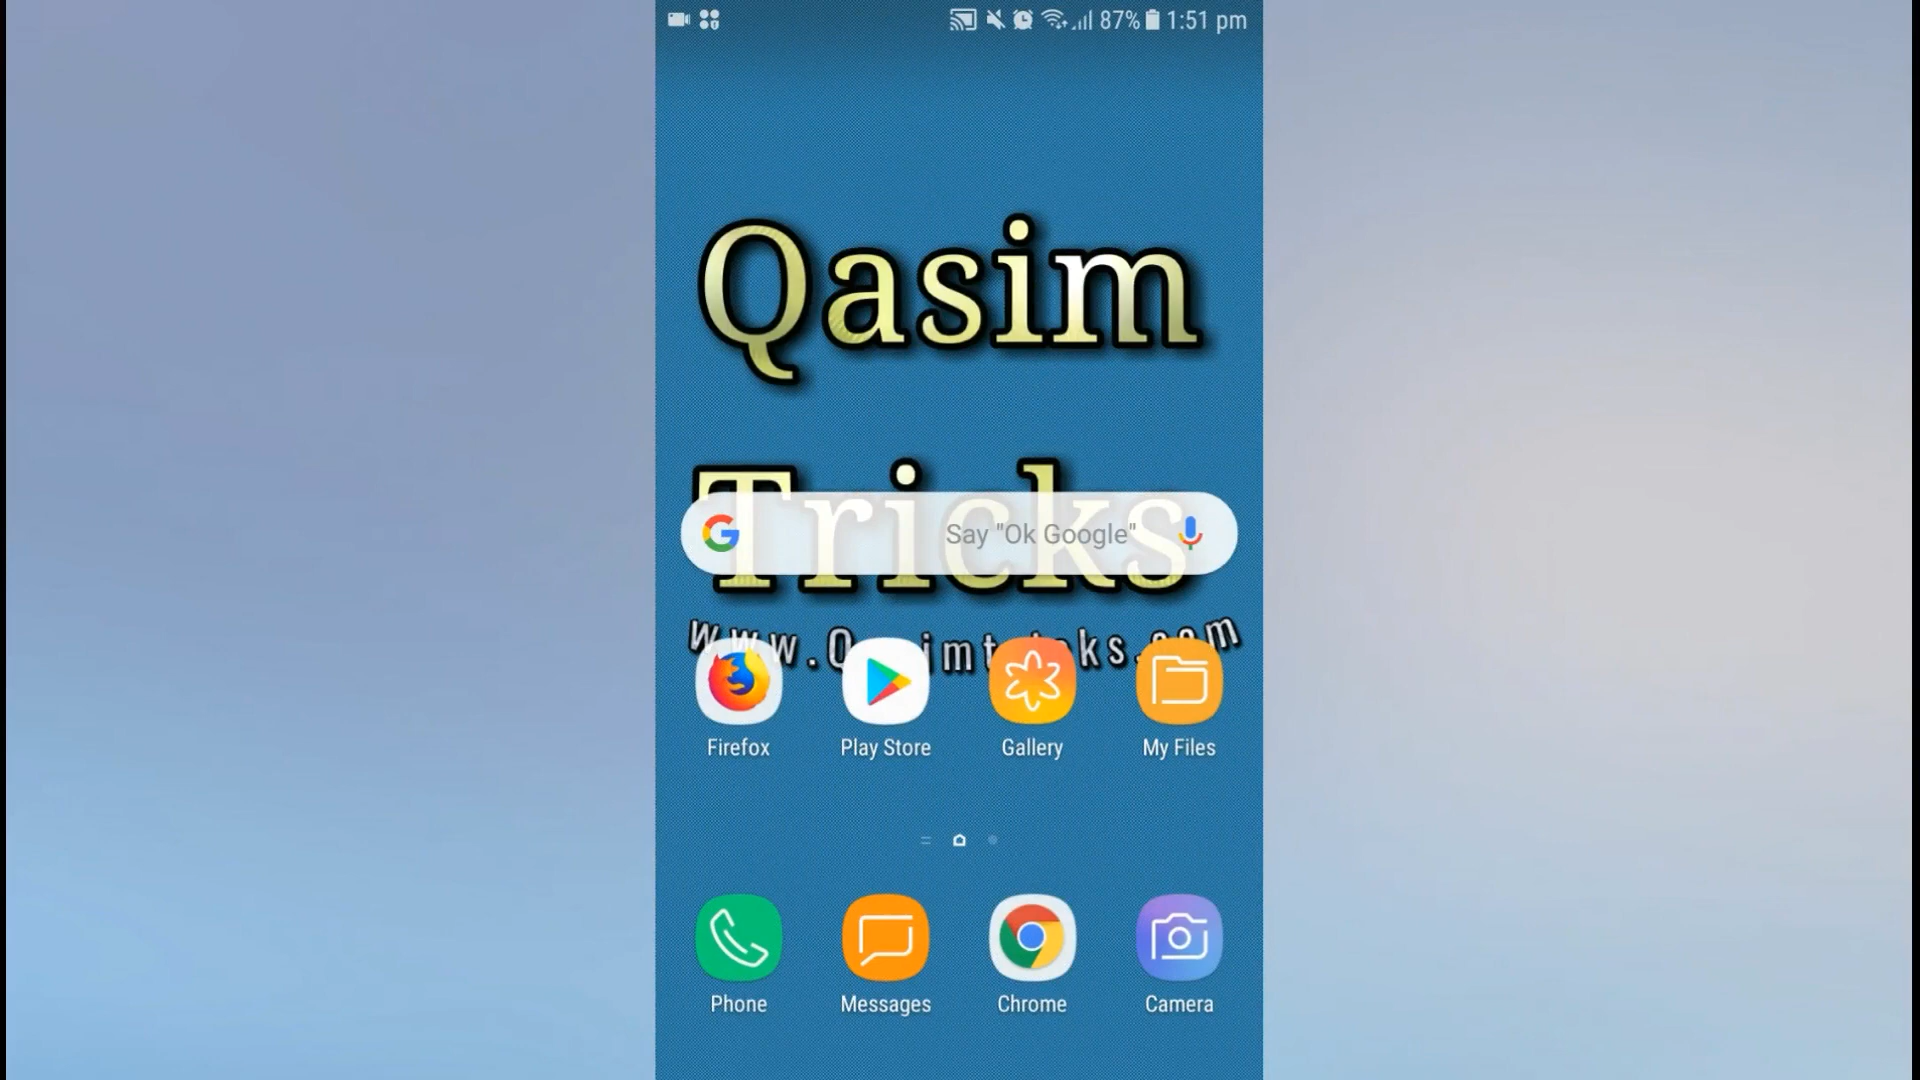 87% 1:51 pm
Qasim
Tricks
Say "Ok Google"
Firefox
Play Store
Gallery
My Files
Phone
Messages
Chrome
Camera